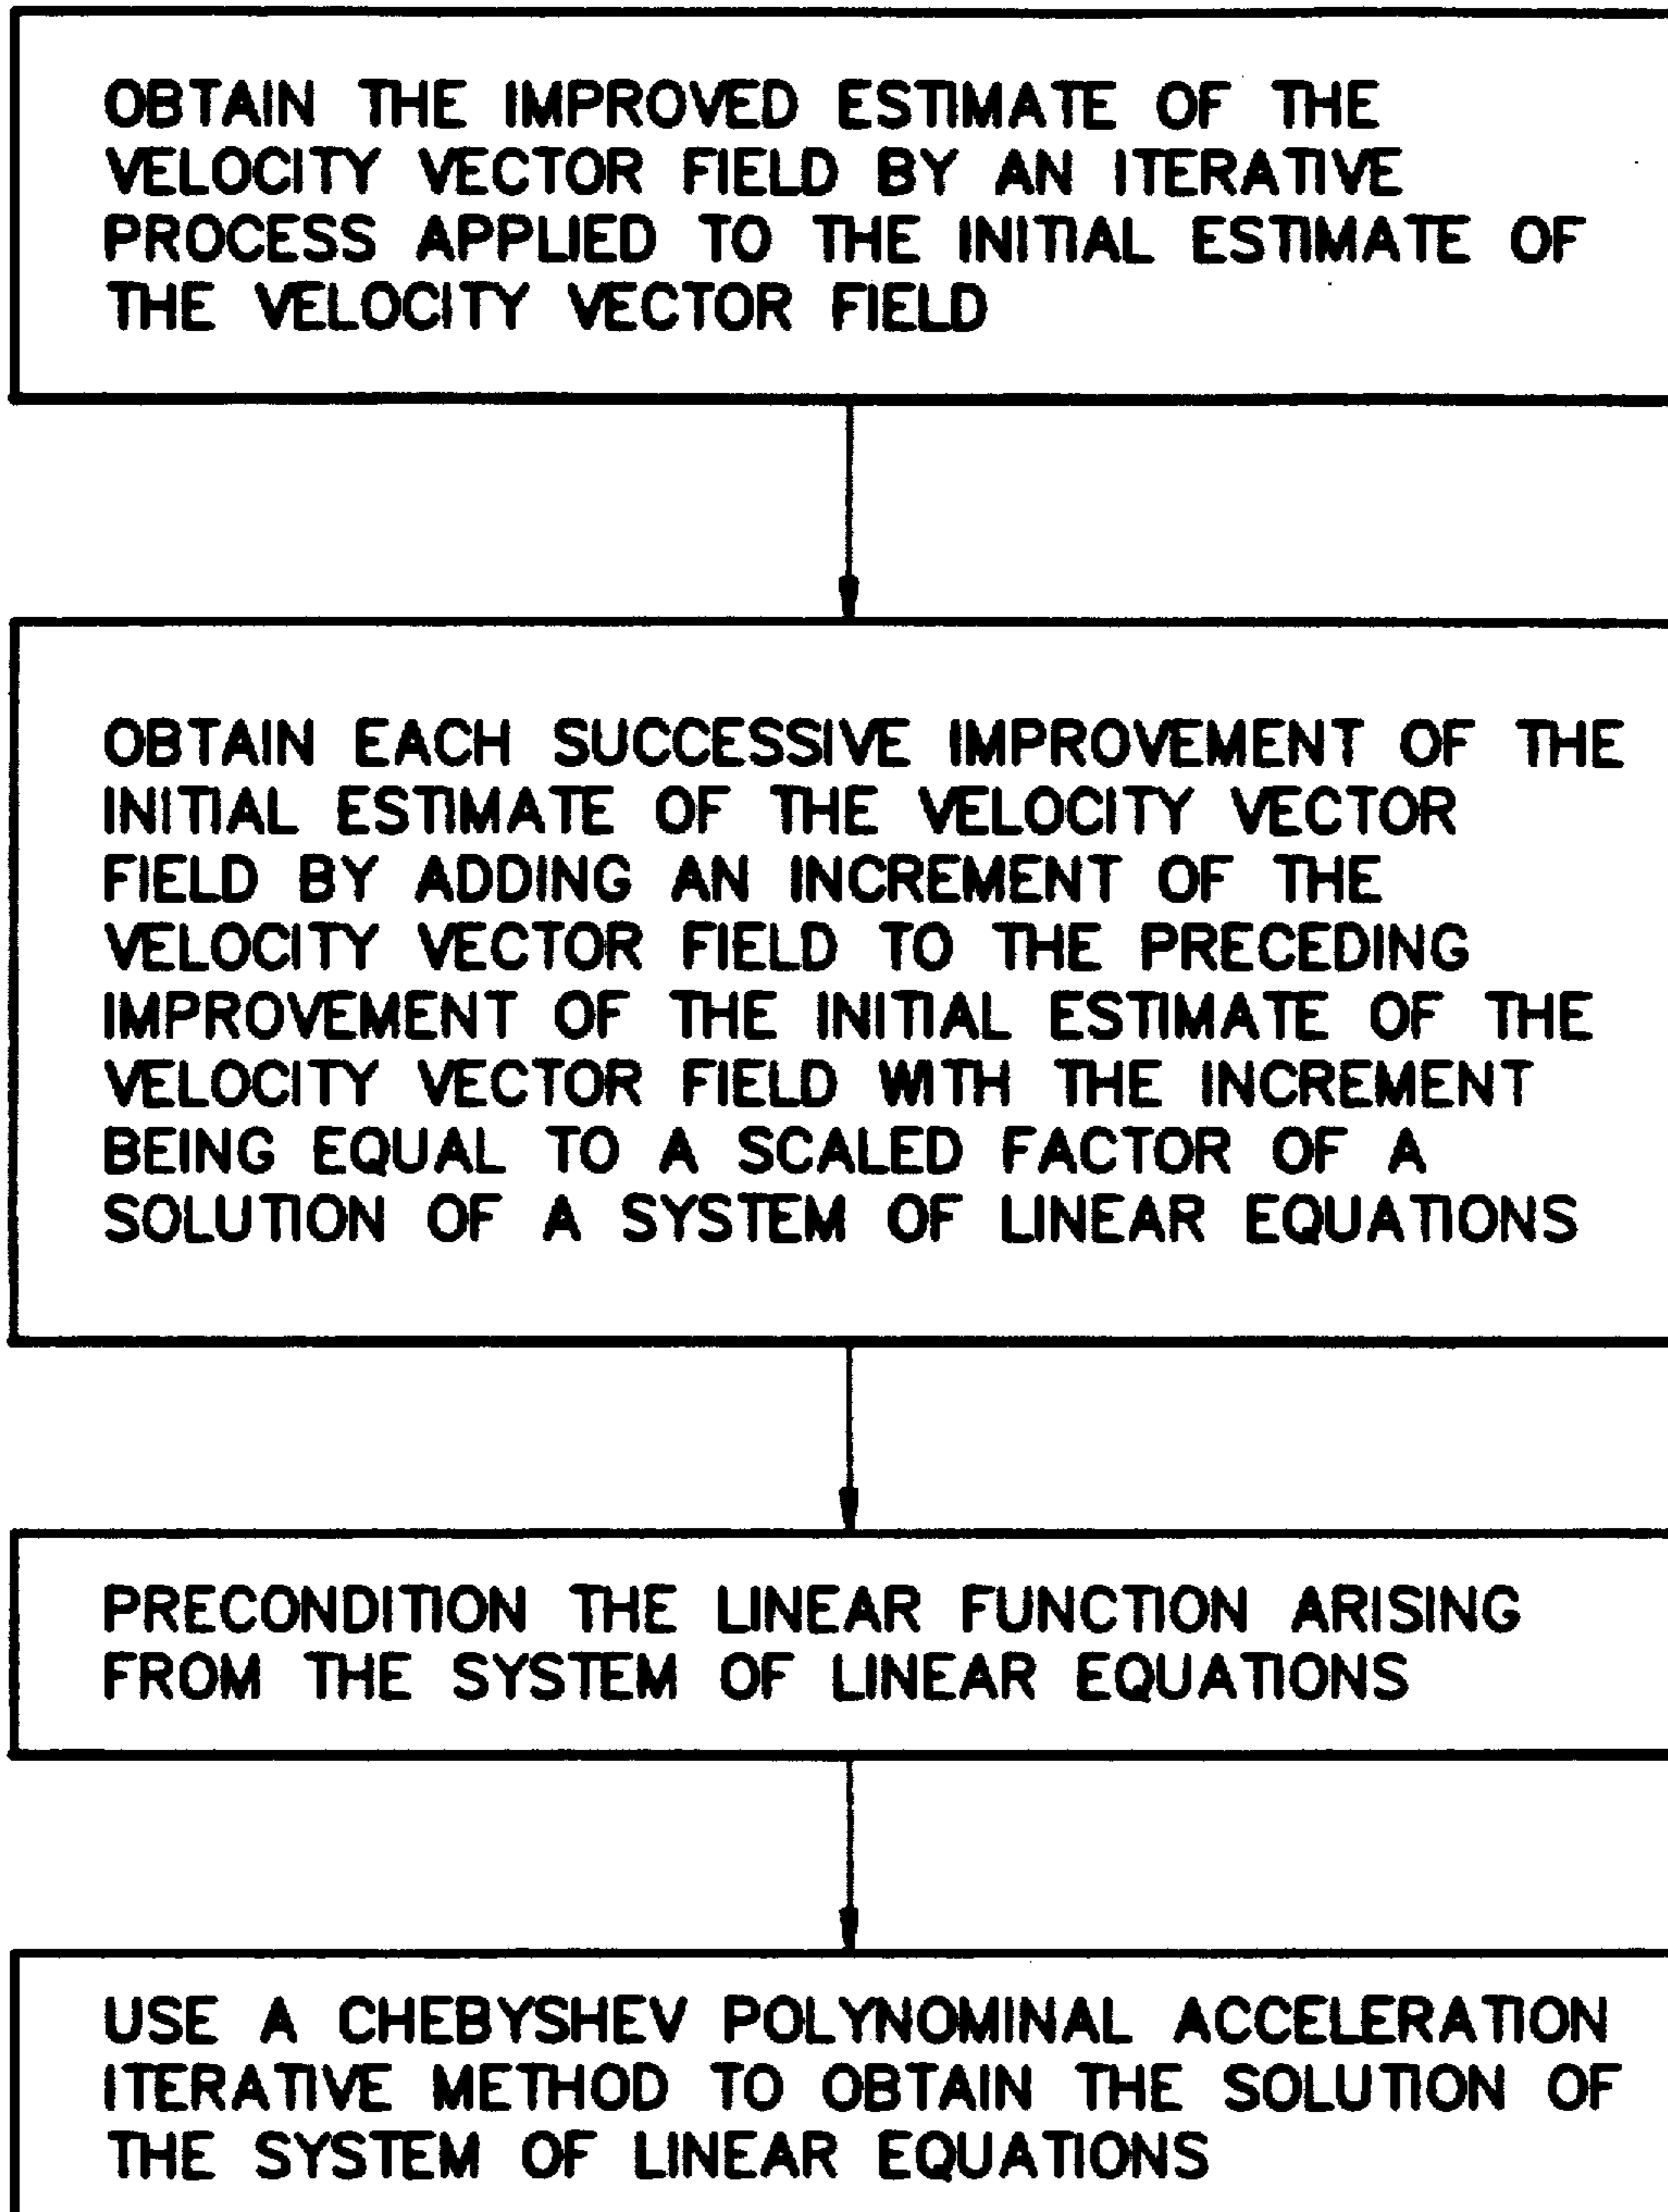 OBTAIN THE IMPROVED ESTIMATE OF THE
VELOCITY VECTOR FIELD BY AN ITERATIVE
PROCESS APPLIED TO THE INITIAL ESTIMATE OF
THE VELOCITY VECTOR FIELD
OBTAIN EACH SUCCESSIVE IMPROVEMENT OF THE
INITIAL ESTIMATE OF THE VELOCITY VECTOR
FIELD BY ADDING AN INCREMENT OF THE
VELOCITY VECTOR FIELD TO THE PRECEDING
IMPROVEMENT OF THE INITIAL ESTIMATE OF THE
VELOCITY VECTOR FIELD WITH THE INCREMENT
BEING EQUAL TO A SCALED FACTOR OF A
SOLUTION OF A SYSTEM OF LINEAR EQUATIONS
PRECONDITION THE LINEAR FUNCTION ARISING
FROM THE SYSTEM OF LINEAR EQUATIONS
USE A CHEBYSHEV POLYNOMINAL ACCELERATION
ITERATIVE METHOD TO OBTAIN THE SOLUTION OF
THE SYSTEM OF LINEAR EQUATIONS